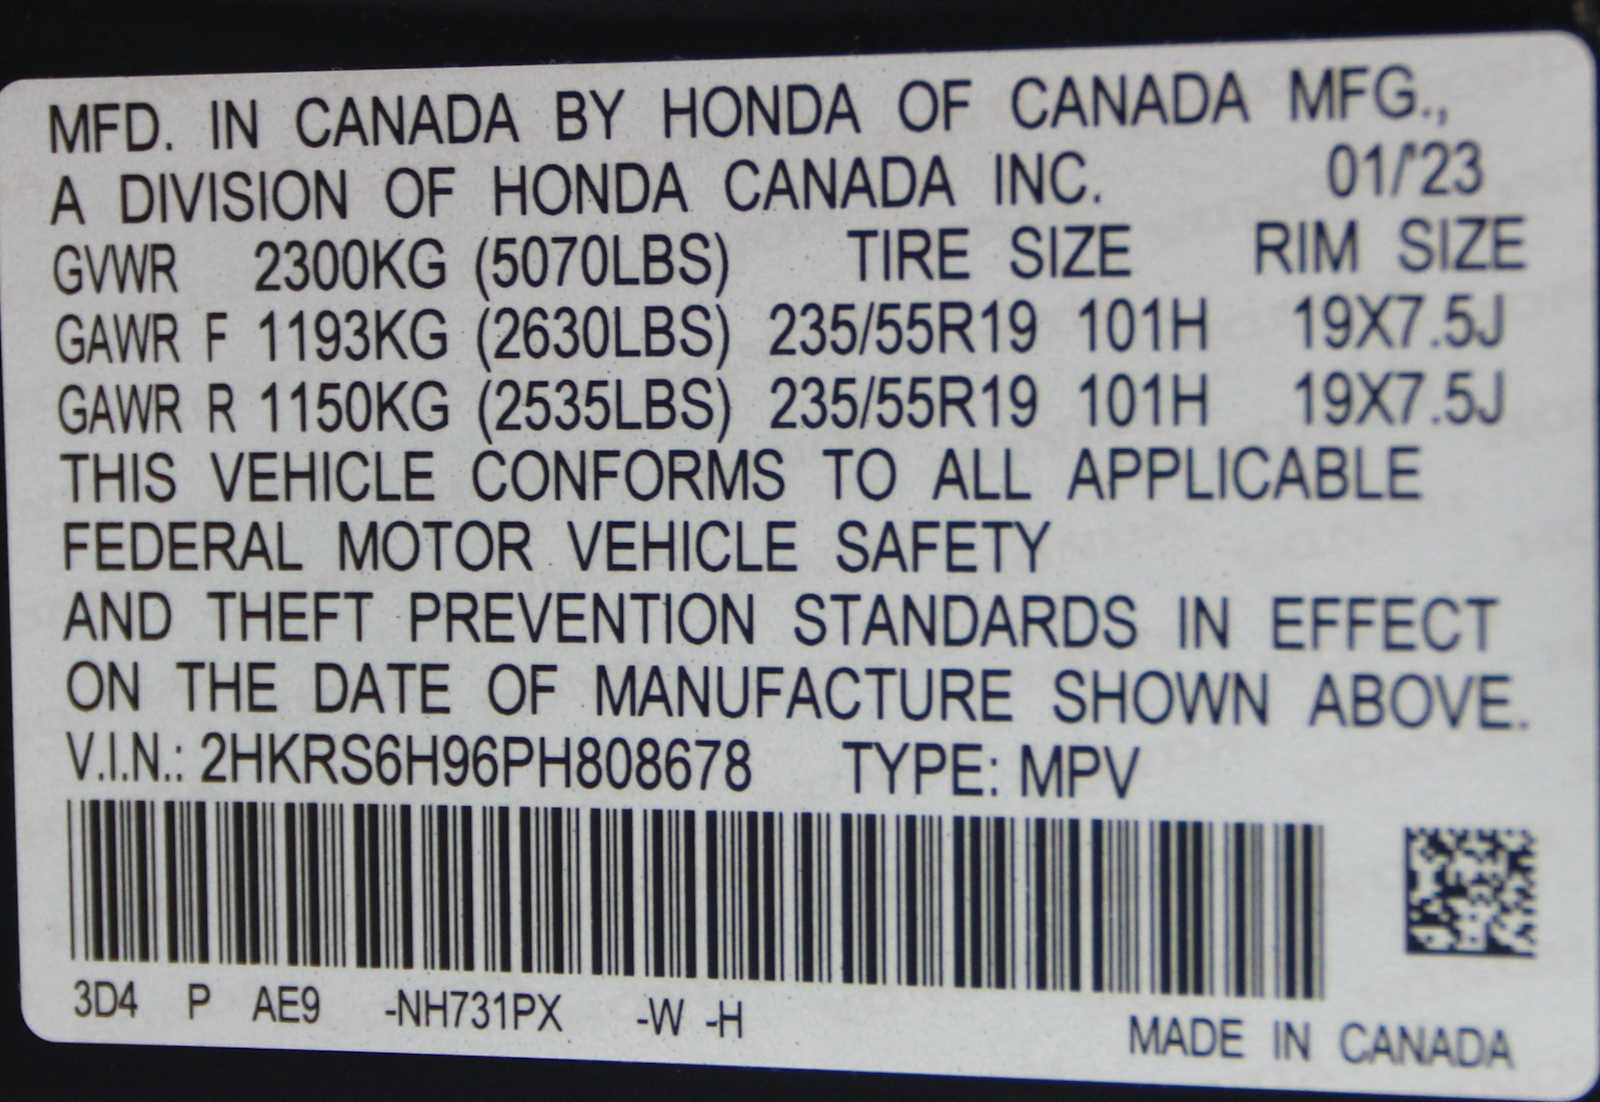 MFD. IN CANADA BY HONDA OF CANADA MFG.,
A DIVISION OF HONDA CANADA INC. 01/'23
GVWR 2300KG (5070LBS) TIRE SIZE RIM SIZE
GAWR F 1193KG (2630LBS) 235/55R19 101H 19X7.5J
GAWR R 1150KG (2535LBS) 235/55R19 101H 19X7.5J
THIS VEHICLE CONFORMS TO ALL APPLICABLE
FEDERAL MOTOR VEHICLE SAFETY
AND THEFT PREVENTION STANDARDS IN EFFECT
ON THE DATE OF MANUFACTURE SHOWN ABOVE.
V.I.N.: 2HKRS6H96PH808678 TYPE: MPV
3D4 P AE9 -NH731PX -W -H
MADE IN CANADA